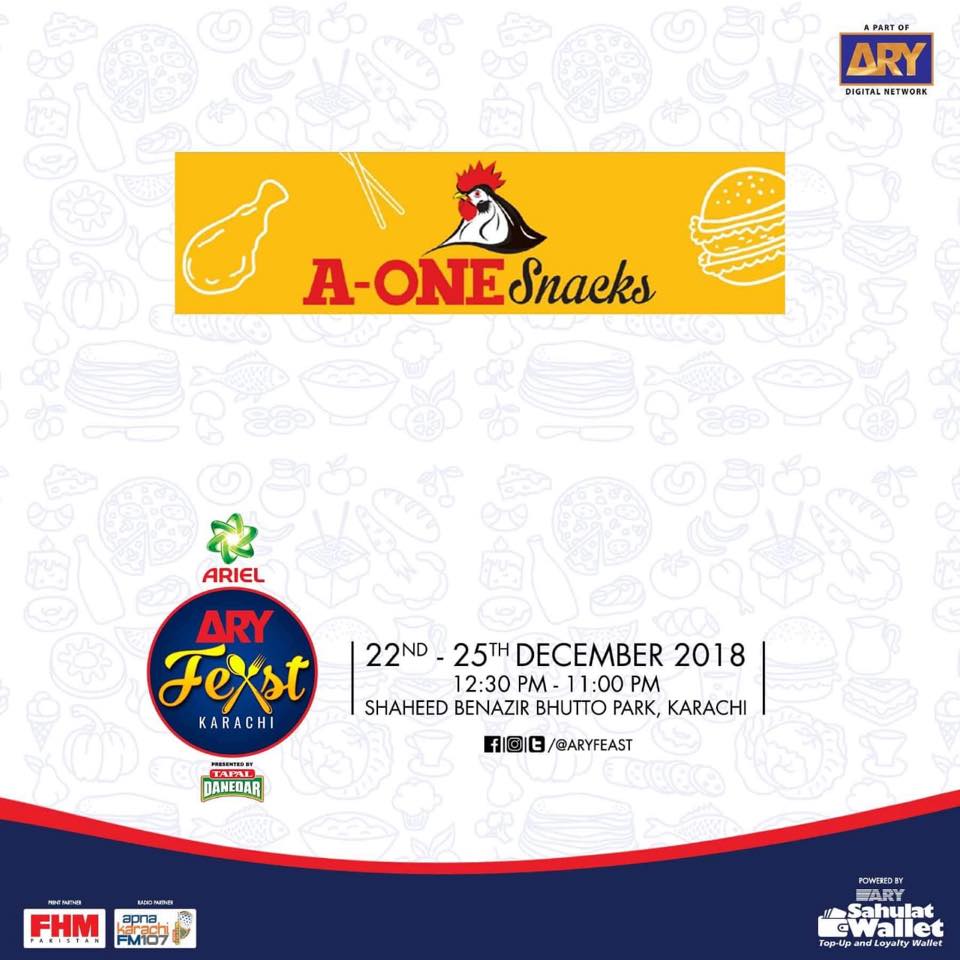 A PART OF
ARY
DIGITAL NETWORK
A-ONE Snacks
ARIEL
ARY
Feast
KARACHI
PRESENTED BY
TAPAL
DANEDAR
22ND - 25TH DECEMBER 2018
12:30 PM - 11:00 PM
SHAHEED BENAZIR BHUTTO PARK, KARACHI
/@ARYFEAST
PRINT PARTNER
FHM
PAKISTAN
RADIO PARTNER
apna
karachi
FM107
POWERED BY
ARY
Sahulat
Wallet
Top-Up and Loyalty Wallet